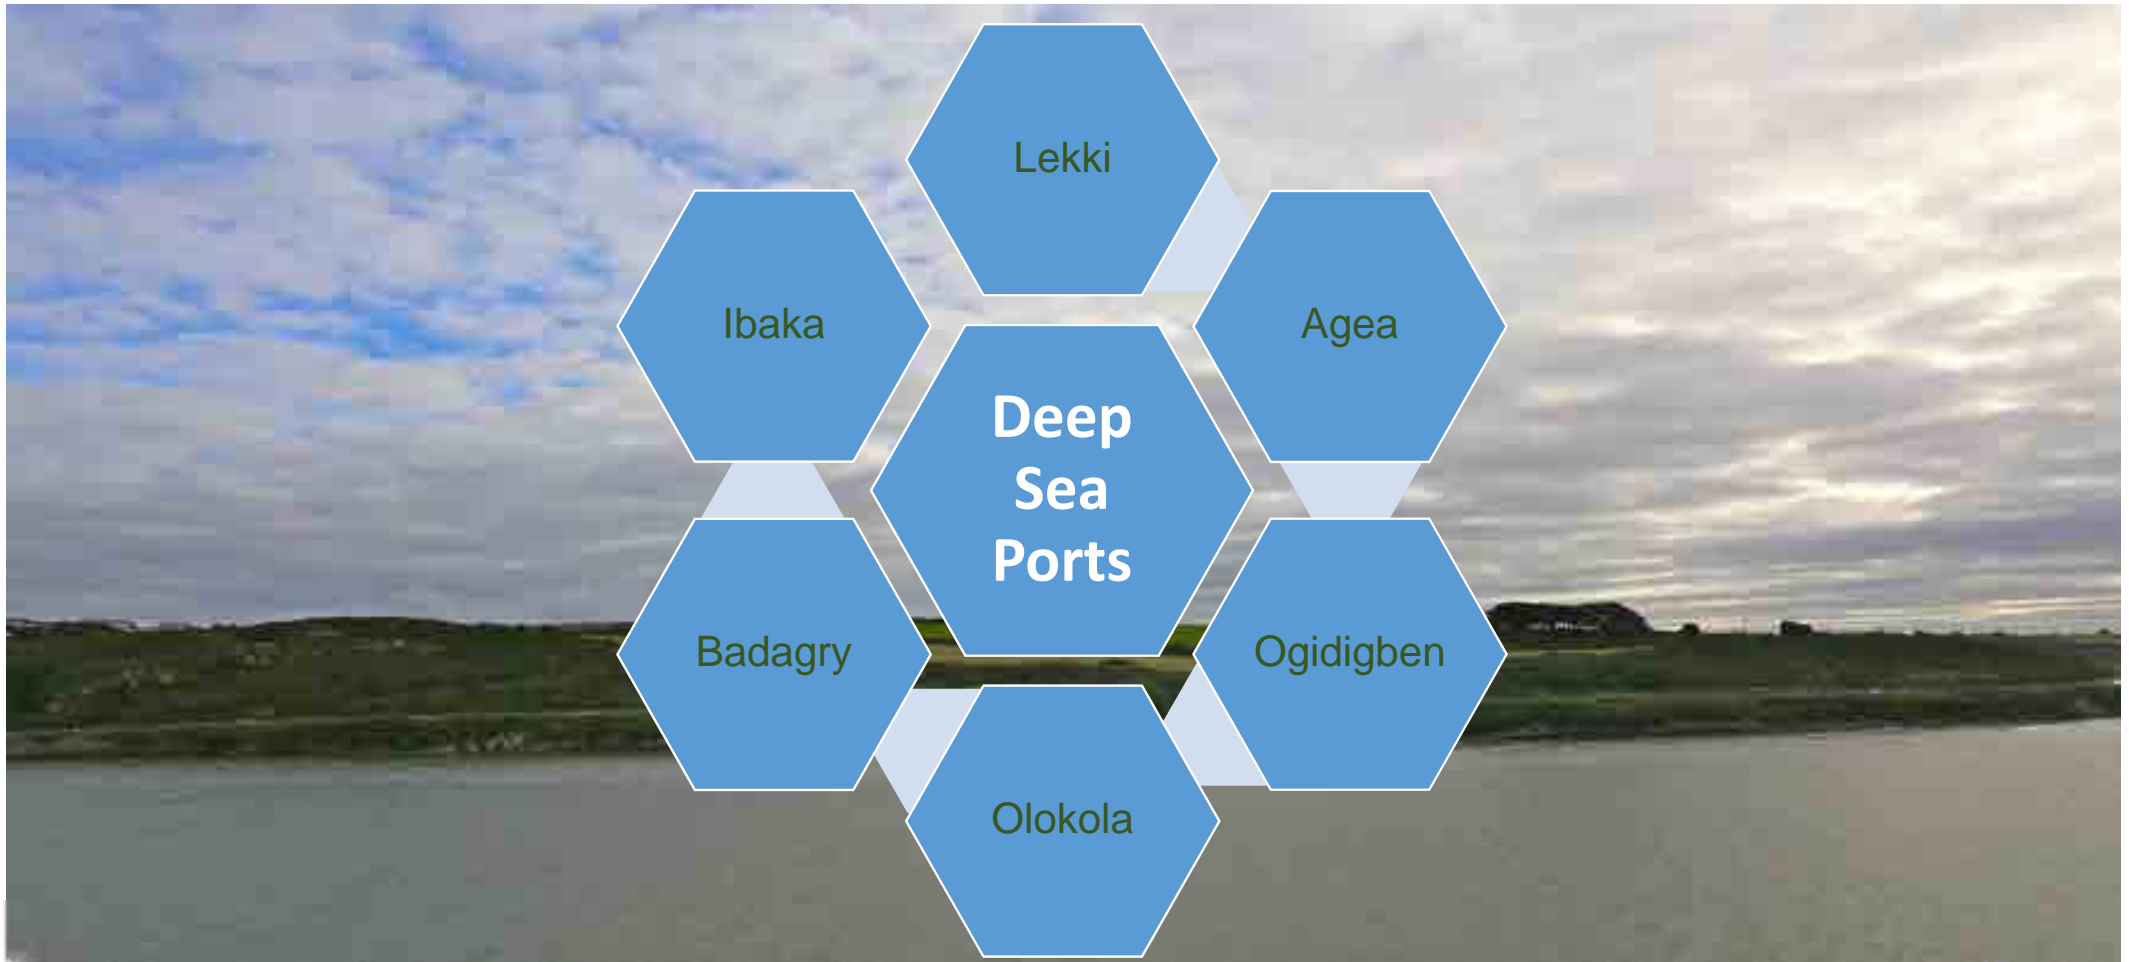 Lekki
Ibaka
Agea
Deep
Sea
Ports
Badagry
Ogidigben
Olokola